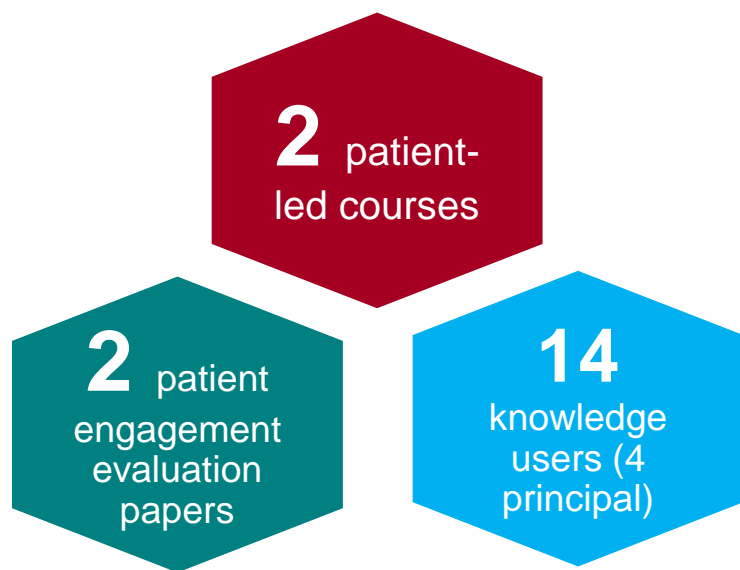 2 patient-
led courses
2 patient
engagement
evaluation
papers
14
knowledge
users (4
principal)